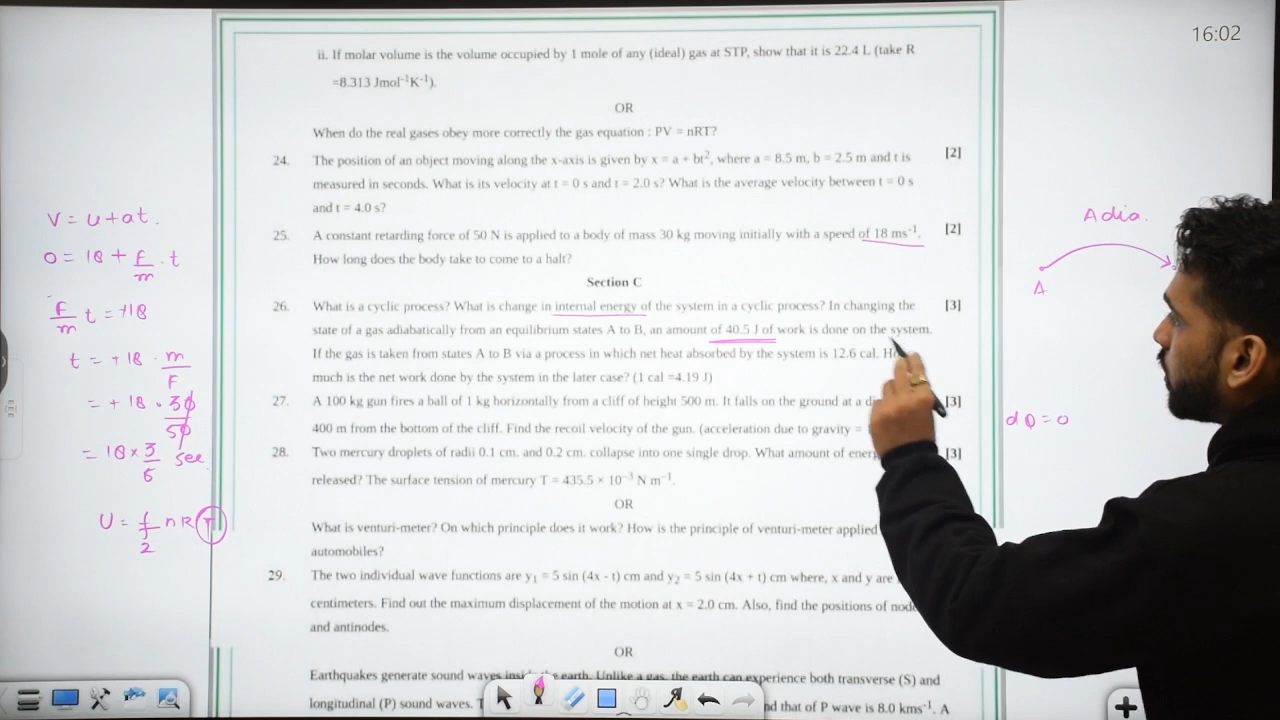 16:02
ii. If molar volume is the volume occupied by 1 mole of any (ideal) gas at STP, show that it is 22.4 L (take R
=8.313 Jmol⁻¹K⁻¹).
OR
When do the real gases obey more correctly the gas equation : PV = nRT?
24. The position of an object moving along the x-axis is given by x = a + bt², where a = 8.5 m, b = 2.5 m and t is [2]
measured in seconds. What is its velocity at t = 0 s and t = 2.0 s? What is the average velocity between t = 0 s
and t = 4.0 s?
25. A constant retarding force of 50 N is applied to a body of mass 30 kg moving initially with a speed of 18 ms⁻¹. [2]
How long does the body take to come to a halt?
Section C
26. What is a cyclic process? What is change in internal energy of the system in a cyclic process? In changing the [3]
state of a gas adiabatically from an equilibrium states A to B, an amount of 40.5 J of work is done on the system.
If the gas is taken from states A to B via a process in which net heat absorbed by the system is 12.6 cal.
much is the net work done by the system in the later case? (1 cal =4.19 J)
27. A 100 kg gun fires a ball of 1 kg horizontally from a cliff of height 500 m. It falls on the ground at a [3]
400 m from the bottom of the cliff. Find the recoil velocity of the gun. (acceleration due to gravity =
28. Two mercury droplets of radii 0.1 cm. and 0.2 cm. collapse into one single drop. What amount of [3]
released? The surface tension of mercury T = 435.5 × 10⁻³ N m⁻¹.
OR
What is venturi-meter? On which principle does it work? How is the principle of venturi-meter applied
automobiles?
29. The two individual wave functions are y₁ = 5 sin (4x - t) cm and y₂ = 5 sin (4x + t) cm where, x and y are
centimeters. Find out the maximum displacement of the motion at x = 2.0 cm. Also, find the positions of
and antinodes.
OR
Earthquakes generate sound waves inside the earth. Unlike a gas, the earth can experience both transverse (S) and
longitudinal (P) sound waves. nd that of P wave is 8.0 kms⁻¹. A
V = u + at.
0 = 18 + F/m . t
F/m t = +18
t = +18 . m/F
= + 18 . 30/50
= 18 × 3/5 sec
U = f/2 nRT
Adia.
A
dQ = 0